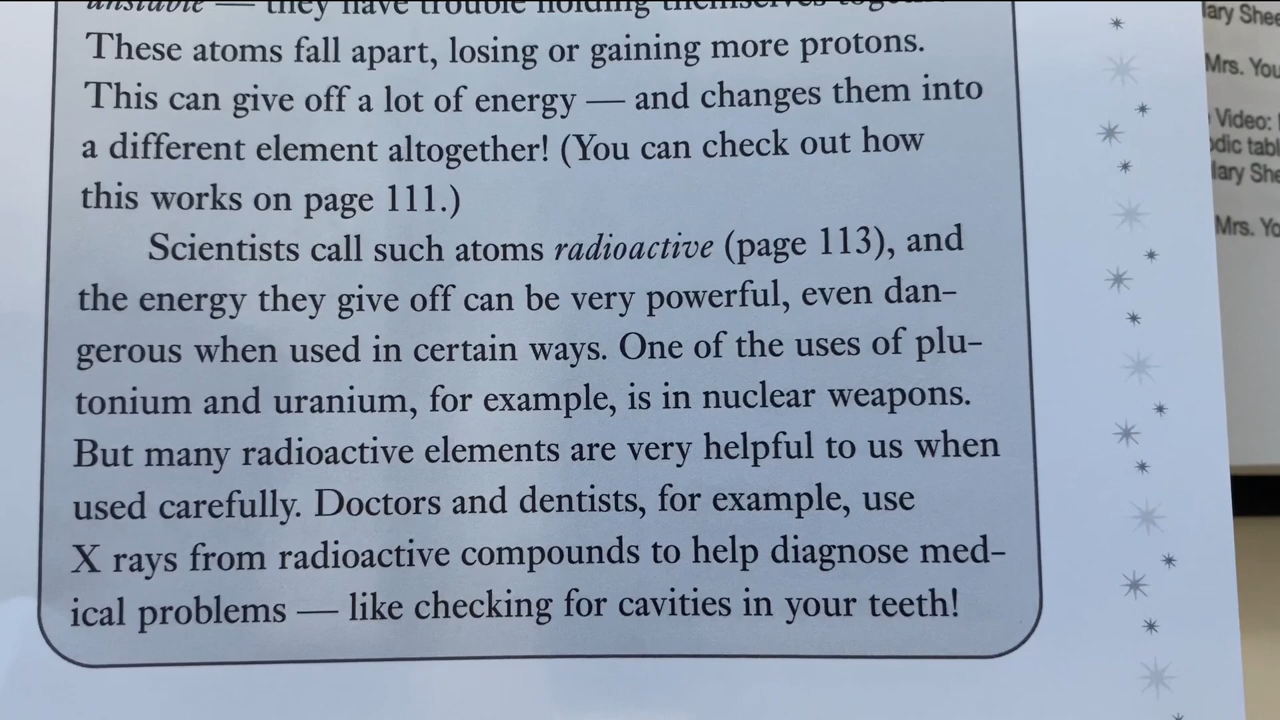 unstable — they have trouble holding themselves
These atoms fall apart, losing or gaining more protons.
This can give off a lot of energy — and changes them into
a different element altogether! (You can check out how
this works on page 111.)
Scientists call such atoms radioactive (page 113), and
the energy they give off can be very powerful, even dan-
gerous when used in certain ways. One of the uses of plu-
tonium and uranium, for example, is in nuclear weapons.
But many radioactive elements are very helpful to us when
used carefully. Doctors and dentists, for example, use
X rays from radioactive compounds to help diagnose med-
ical problems — like checking for cavities in your teeth!
Mrs.
Video:
Mrs.